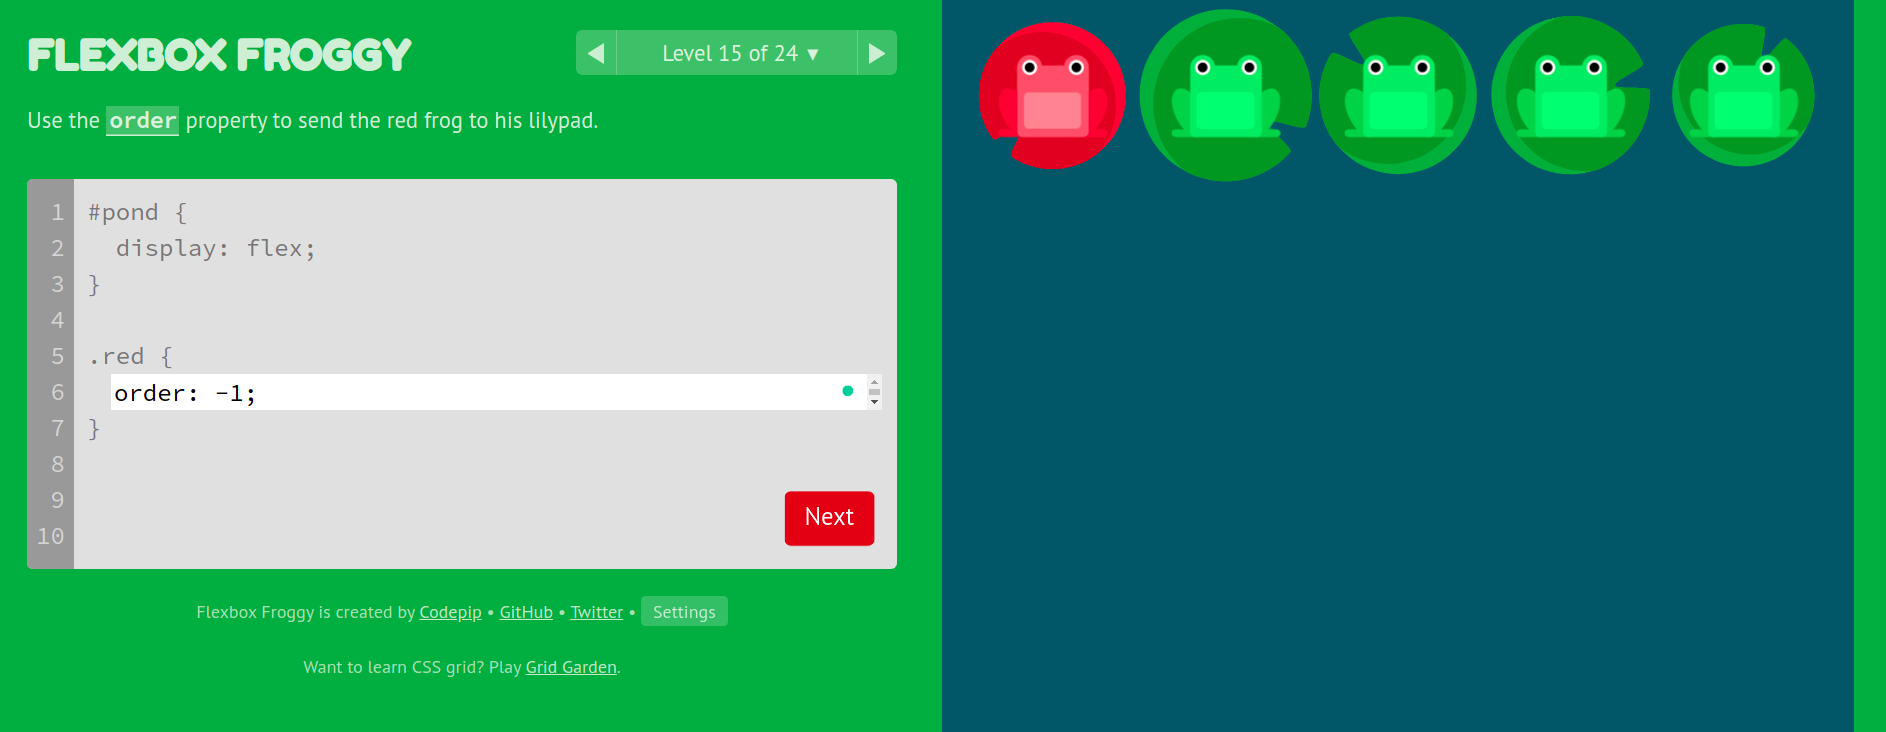 FLEXBOX FROGGY
Level 15 of 24 ▾
Use the order property to send the red frog to his lilypad.
1 #pond {
2   display: flex;
3 }
4
5 .red {
6   order: -1;
7 }
8
9
10
Next
Flexbox Froggy is created by Codepip • GitHub • Twitter • Settings
Want to learn CSS grid? Play Grid Garden.